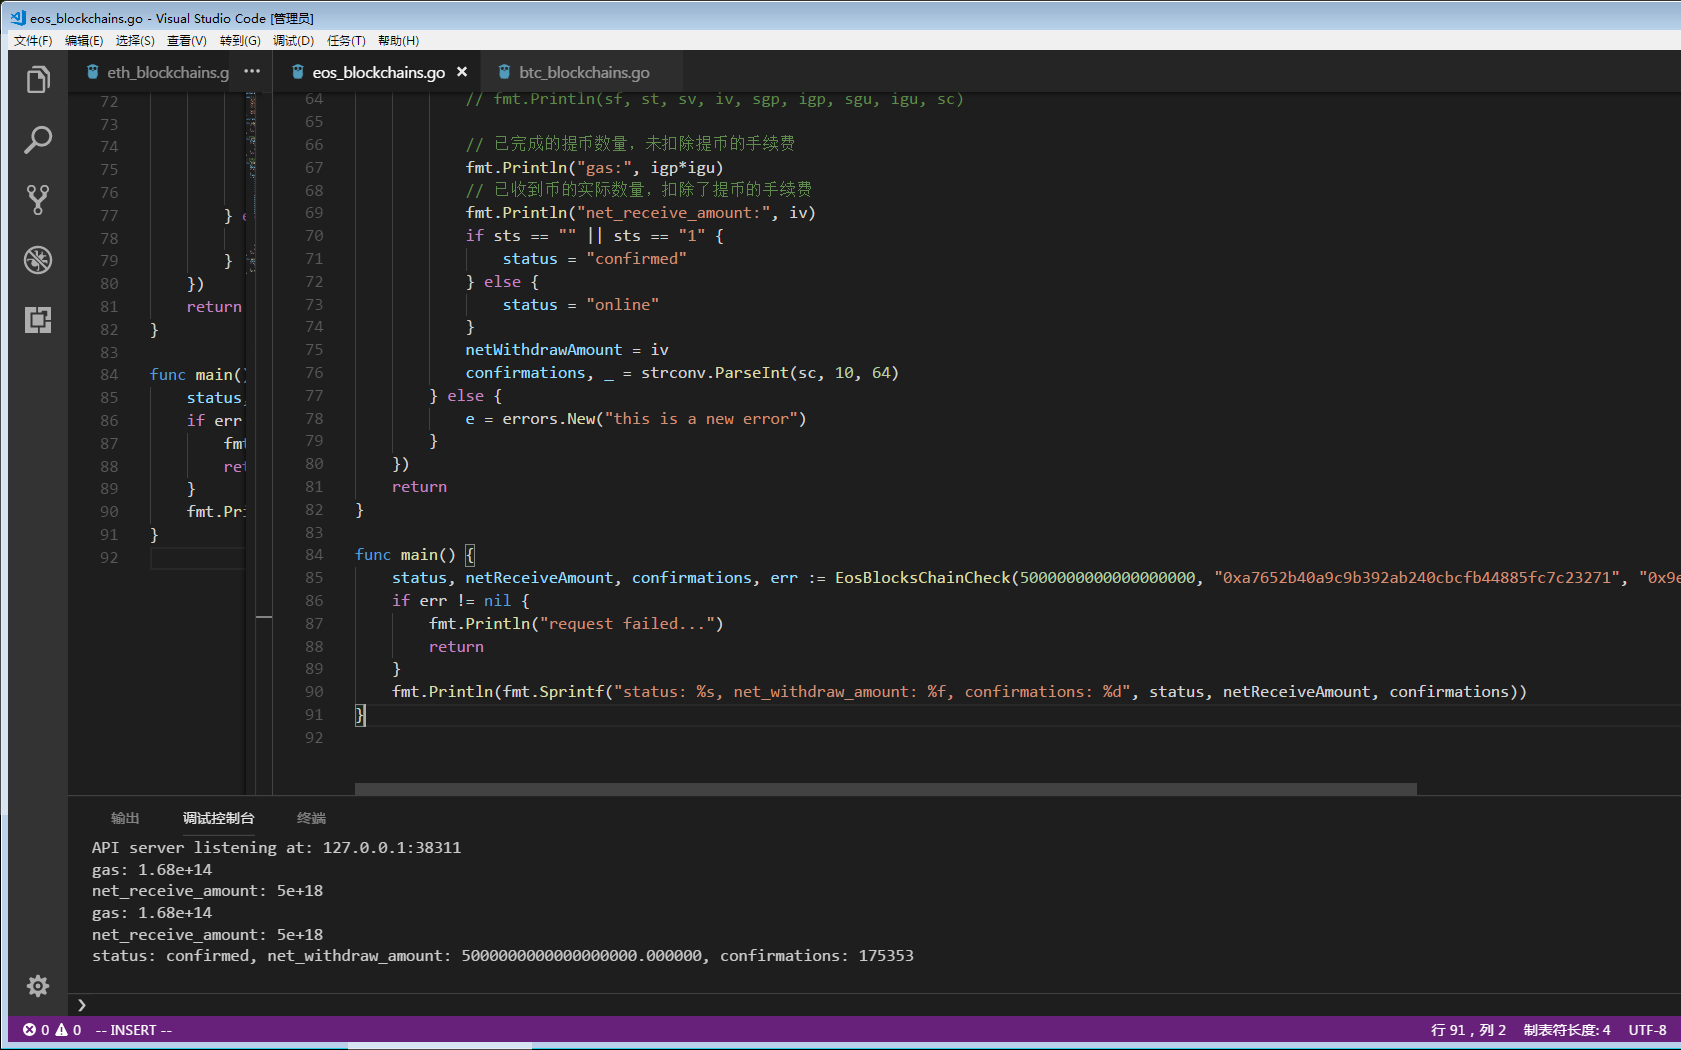 eos_blockchains.go - Visual Studio Code [管理员]
文件(F) 编辑(E) 选择(S) 查看(V) 转到(G) 调试(D) 任务(T) 帮助(H)
eth_blockchains.g ···
72
73
74
75
76
77 } e
78
79 }
80 })
81 return
82 }
83
84 func main()
85 status,
86 if err
87 fmt
88 ret
89 }
90 fmt.Pri
91 }
92
eos_blockchains.go × btc_blockchains.go
64 // fmt.Println(sf, st, sv, iv, sgp, igp, sgu, igu, sc)
65
66 // 已完成的提币数量，未扣除提币的手续费
67 fmt.Println("gas:", igp*igu)
68 // 已收到币的实际数量，扣除了提币的手续费
69 fmt.Println("net_receive_amount:", iv)
70 if sts == "" || sts == "1" {
71 status = "confirmed"
72 } else {
73 status = "online"
74 }
75 netWithdrawAmount = iv
76 confirmations, _ = strconv.ParseInt(sc, 10, 64)
77 } else {
78 e = errors.New("this is a new error")
79 }
80 })
81 return
82 }
83
84 func main() {
85 status, netReceiveAmount, confirmations, err := EosBlocksChainCheck(5000000000000000000, "0xa7652b40a9c9b392ab240cbcfb44885fc7c23271", "0x9e
86 if err != nil {
87 fmt.Println("request failed...")
88 return
89 }
90 fmt.Println(fmt.Sprintf("status: %s, net_withdraw_amount: %f, confirmations: %d", status, netReceiveAmount, confirmations))
91 }
92
输出 调试控制台 终端
API server listening at: 127.0.0.1:38311
gas: 1.68e+14
net_receive_amount: 5e+18
gas: 1.68e+14
net_receive_amount: 5e+18
status: confirmed, net_withdraw_amount: 5000000000000000000.000000, confirmations: 175353
0 0 -- INSERT -- 行 91，列 2 制表符长度: 4 UTF-8